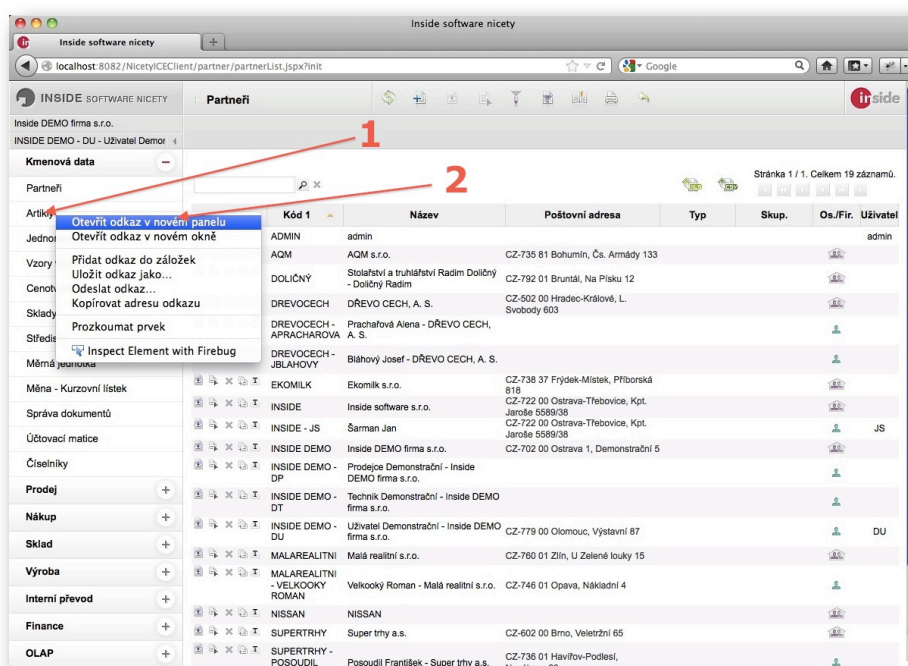 Inside software nicety
Inside software nicety
localhost:8082/NicetyICEClient/partner/partnerList.jspx?init
Google
INSIDE SOFTWARE NICETY
Partneři
inside
Inside DEMO firma s.r.o.
INSIDE DEMO - DU - Uživatel Demor
1
2
Kmenová data
Partneři
Artikly
Jednor
Vzory
Cenotv
Sklady
Středis
Měrná jednotka
Měna - Kurzovní lístek
Správa dokumentů
Účtovací matice
Číselníky
Prodej
Nákup
Sklad
Výroba
Interní převod
Finance
OLAP
Otevřít odkaz v novém panelu
Otevřít odkaz v novém okně
Přidat odkaz do záložek
Uložit odkaz jako...
Odeslat odkaz...
Kopírovat adresu odkazu
Prozkoumat prvek
Inspect Element with Firebug
Stránka 1 / 1. Celkem 19 záznamů.
Kód 1 Název Poštovní adresa Typ Skup. Os./Fir. Uživatel
ADMIN admin admin
AQM AQM s.r.o. CZ-735 81 Bohumín, Čs. Armády 133
DOLIČNÝ Stolařství a truhlářství Radim Doličný - Doličný Radim CZ-792 01 Bruntál, Na Písku 12
DREVOCECH DŘEVO CECH, A. S. CZ-502 00 Hradec-Králové, L. Svobody 603
DREVOCECH - APRACHAROVA Prachařová Alena - DŘEVO CECH, A. S.
DREVOCECH - JBLAHOVY Bláhový Josef - DŘEVO CECH, A. S.
EKOMILK Ekomilk s.r.o. CZ-738 37 Frýdek-Místek, Příborská 818
INSIDE Inside software s.r.o. CZ-722 00 Ostrava-Třebovice, Kpt. Jaroše 5589/38
INSIDE - JS Šarman Jan CZ-722 00 Ostrava-Třebovice, Kpt. Jaroše 5589/38 JS
INSIDE DEMO Inside DEMO firma s.r.o. CZ-702 00 Ostrava 1, Demonstrační 5
INSIDE DEMO - DP Prodejce Demonstrační - Inside DEMO firma s.r.o.
INSIDE DEMO - DT Technik Demonstrační - Inside DEMO firma s.r.o.
INSIDE DEMO - DU Uživatel Demonstrační - Inside DEMO firma s.r.o. CZ-779 00 Olomouc, Výstavní 87 DU
MALAREALITNI Malá realitní s.r.o. CZ-760 01 Zlín, U Zelené louky 15
MALAREALITNI - VELKOOKY ROMAN Velkooký Roman - Malá realitní s.r.o. CZ-746 01 Opava, Nákladní 4
NISSAN NISSAN
SUPERTRHY Super trhy a.s. CZ-602 00 Brno, Veletržní 65
SUPERTRHY - POSOUDIL Posoudil František - Super trhy a.s. CZ-736 01 Havířov-Podlesí,